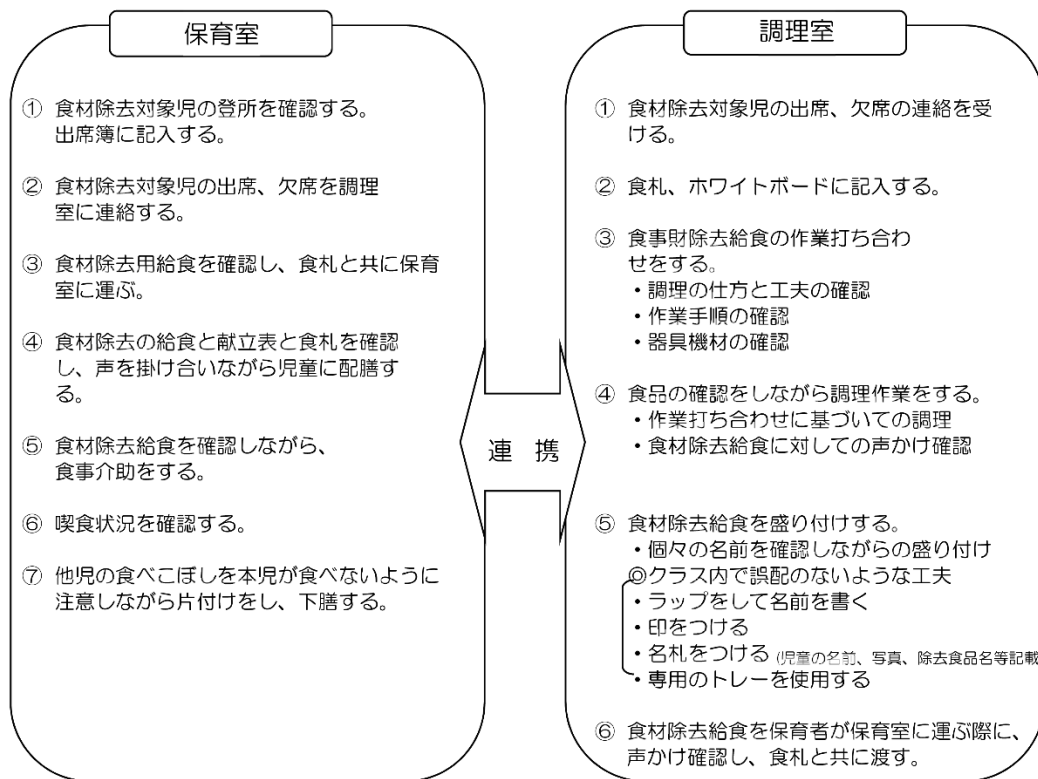 保育室
① 食材除去対象児の登所を確認する。
出席簿に記入する。
② 食材除去対象児の出席、欠席を調理
室に連絡する。
③ 食材除去用給食を確認し、食札と共に保育
室に運ぶ。
④ 食材除去の給食と献立表と食札を確認
し、声を掛け合いながら児童に配膳す
る。
⑤ 食材除去給食を確認しながら、
食事介助をする。
⑥ 喫食状況を確認する。
⑦ 他児の食べこぼしを本児が食べないように
注意しながら片付けをし、下膳する。
連 携
調理室
① 食材除去対象児の出席、欠席の連絡を受
ける。
② 食札、ホワイトボードに記入する。
③ 食事財除去給食の作業打ち合わ
せをする。
・調理の仕方と工夫の確認
・作業手順の確認
・器具機材の確認
④ 食品の確認をしながら調理作業をする。
・作業打ち合わせに基づいての調理
・食材除去給食に対しての声かけ確認
⑤ 食材除去給食を盛り付けする。
・個々の名前を確認しながらの盛り付け
◎クラス内で誤配のないような工夫
・ラップをして名前を書く
・印をつける
・名札をつける (児童の名前、写真、除去食品名等記載
・専用のトレーを使用する
⑥ 食材除去給食を保育者が保育室に運ぶ際に、
声かけ確認し、食札と共に渡す。